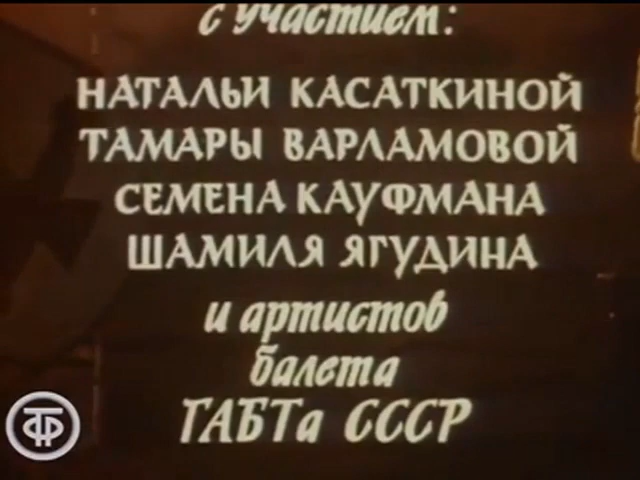 с участием:
НАТАЛЬИ КАСАТКИНОЙ
ТАМАРЫ ВАРЛАМОВОЙ
СЕМЕНА КАУФМАНА
ШАМИЛЯ ЯГУДИНА
и артистов
балета
ГАБТа СССР